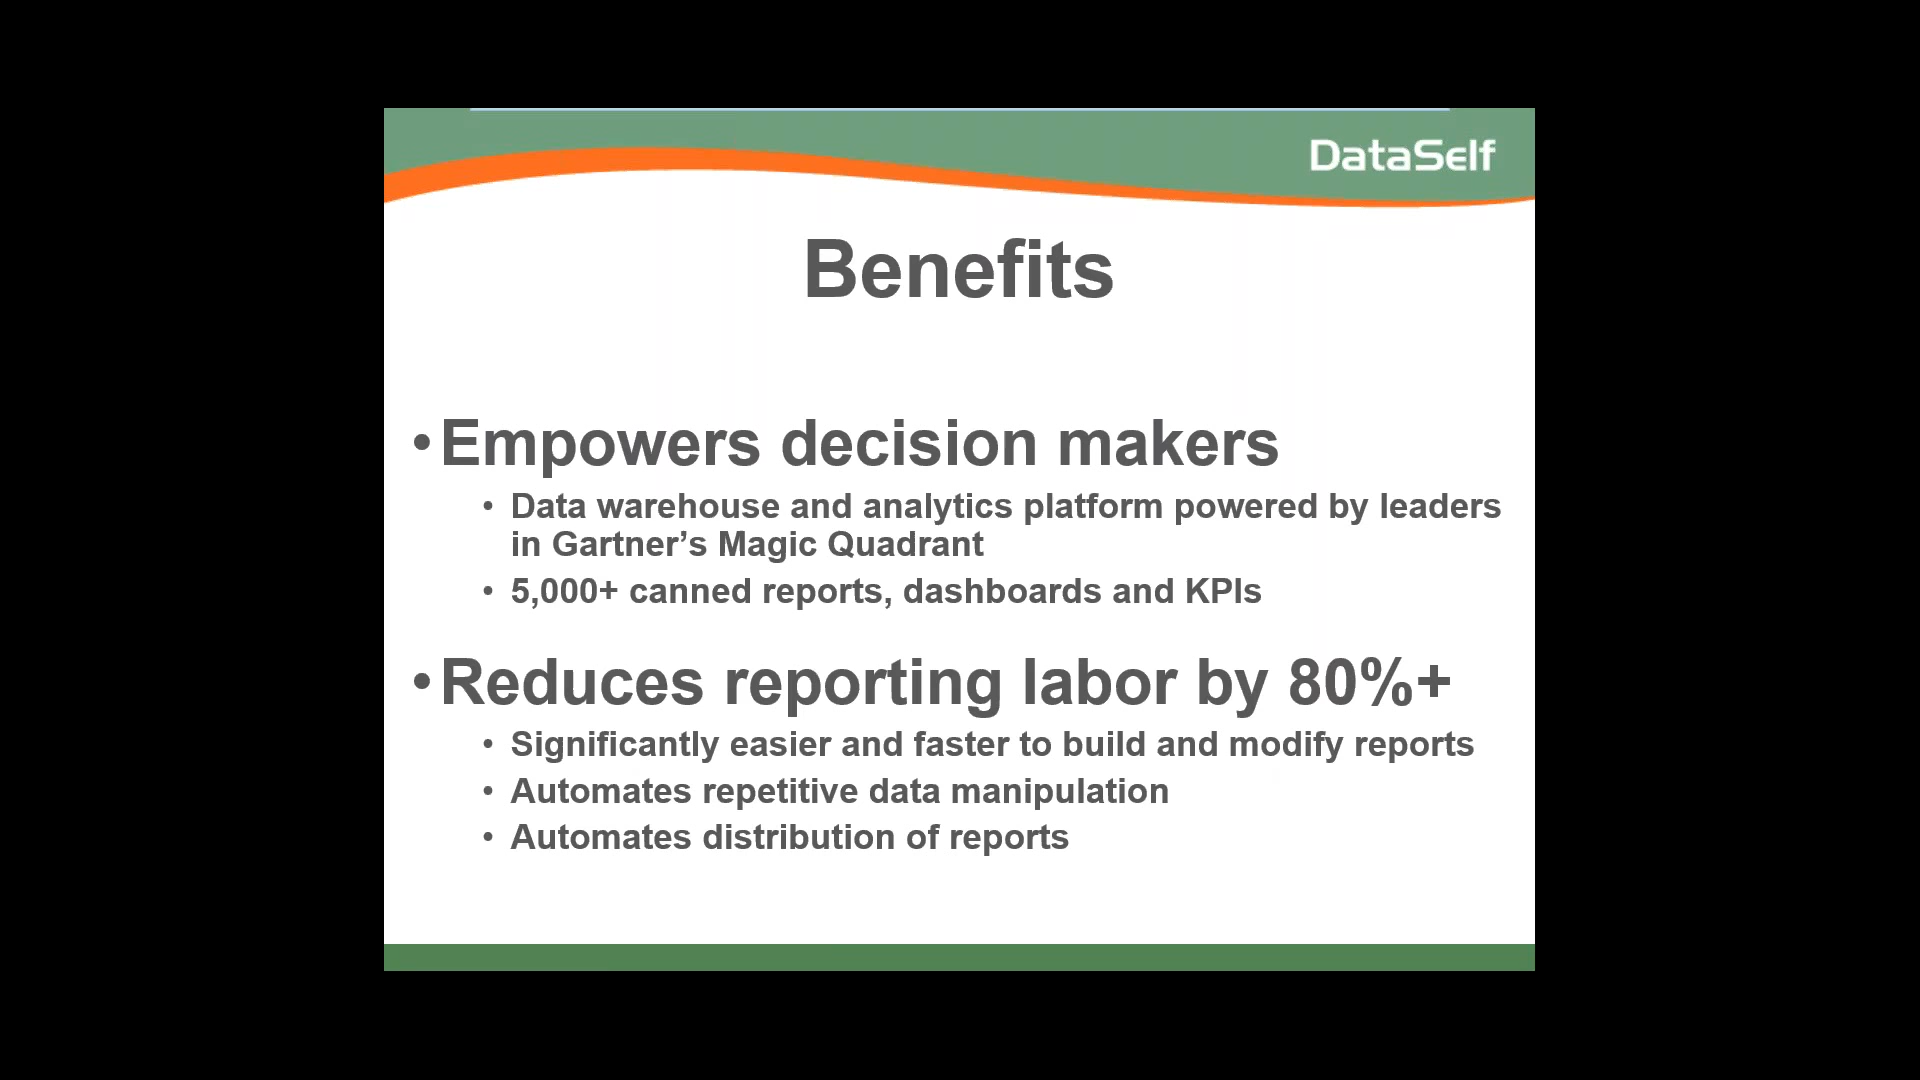 DataSelf
Benefits
• Empowers decision makers
• Data warehouse and analytics platform powered by leaders
in Gartner’s Magic Quadrant
• 5,000+ canned reports, dashboards and KPIs
• Reduces reporting labor by 80%+
• Significantly easier and faster to build and modify reports
• Automates repetitive data manipulation
• Automates distribution of reports